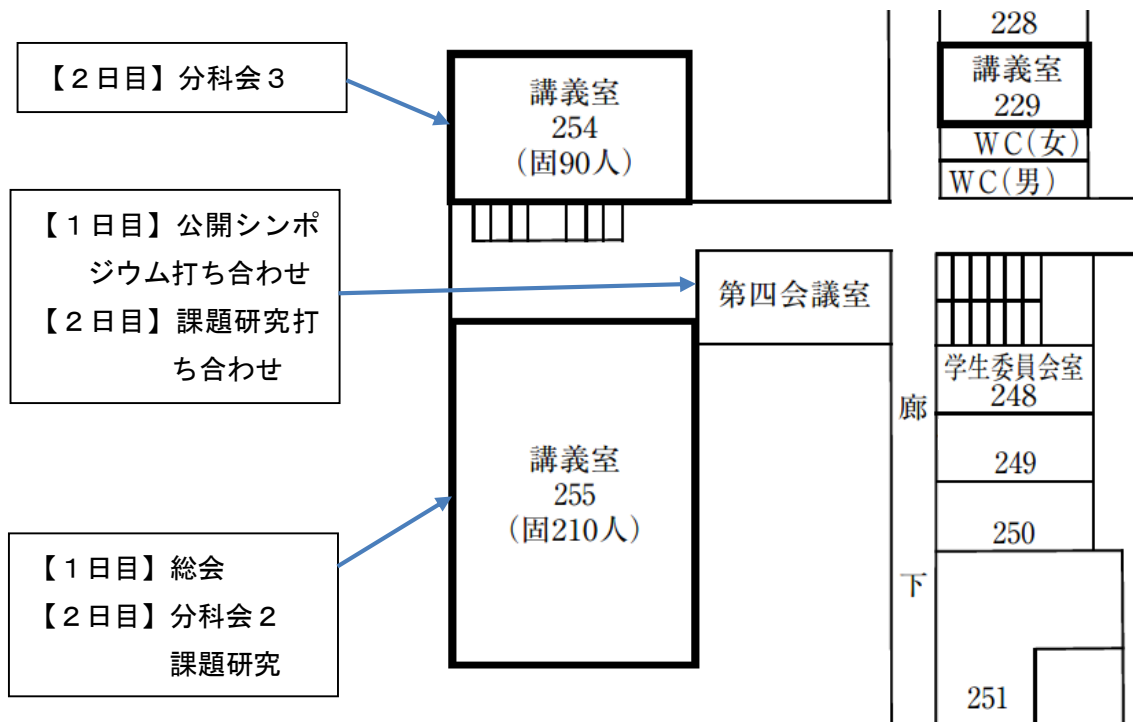 【２日目】分科会３
【１日目】公開シンポ
ジウム打ち合わせ
【２日目】課題研究打
ち合わせ
【１日目】総会
【２日目】分科会２
課題研究
講義室
254
(固90人)
第四会議室
講義室
255
(固210人)
廊
下
228
講義室
229
WC(女)
WC(男)
学生委員会室
248
249
250
251